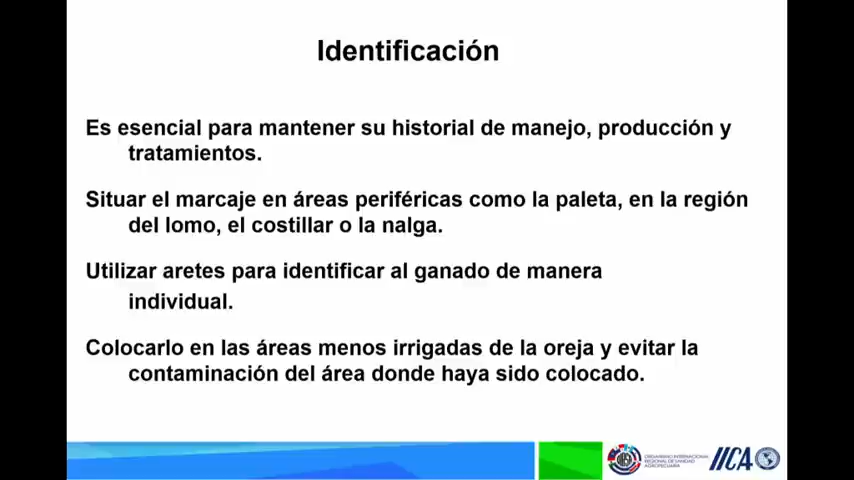 Identificación
Es esencial para mantener su historial de manejo, producción y
tratamientos.
Situar el marcaje en áreas periféricas como la paleta, en la región
del lomo, el costillar o la nalga.
Utilizar aretes para identificar al ganado de manera
individual.
Colocarlo en las áreas menos irrigadas de la oreja y evitar la
contaminación del área donde haya sido colocado.
ORGANISMO INTERNACIONAL
REGIONAL DE SANIDAD
AGROPECUARIA
IICA